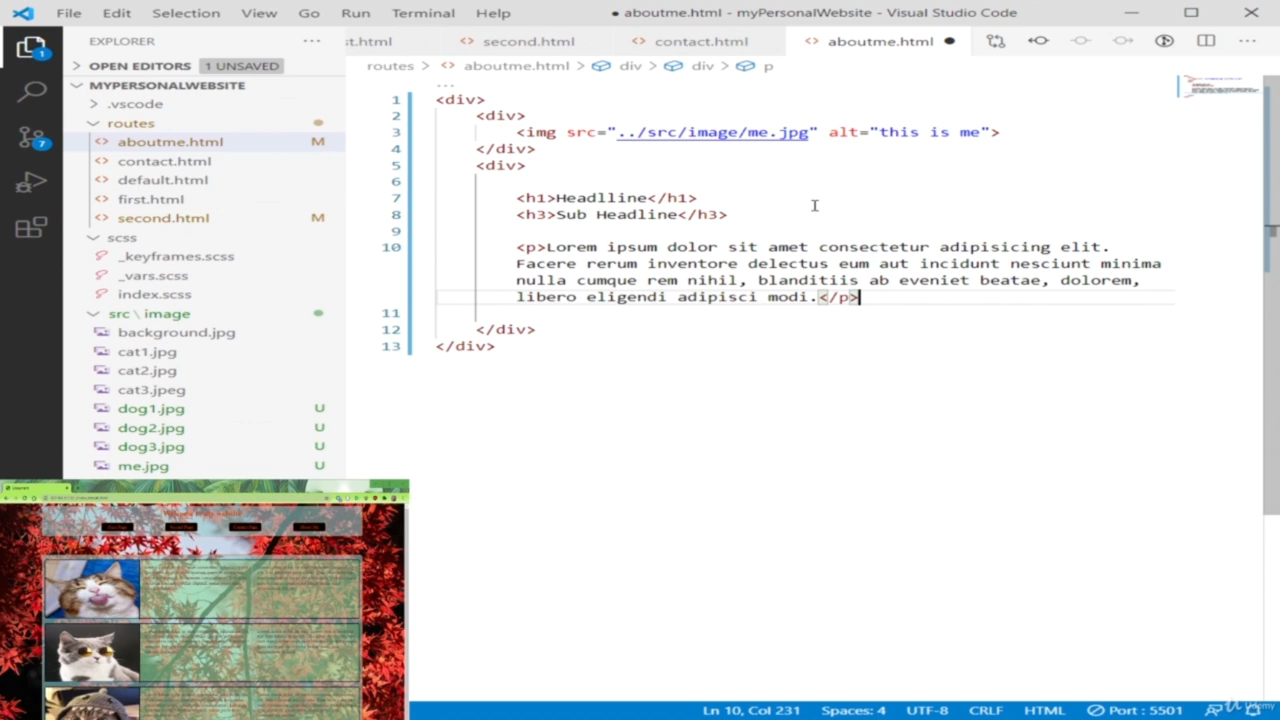 File Edit Selection View Go Run Terminal Help
● aboutme.html - myPersonalWebsite - Visual Studio Code
EXPLORER ...
st.html second.html contact.html aboutme.html ●
OPEN EDITORS 1 UNSAVED
routes > aboutme.html > div > div > p
MYPERSONALWEBSITE
.vscode
routes
aboutme.html M
contact.html
default.html
first.html
second.html M
scss
_keyframes.scss
_vars.scss
index.scss
src \ image
background.jpg
cat1.jpg
cat2.jpg
cat3.jpeg
dog1.jpg U
dog2.jpg U
dog3.jpg U
me.jpg U
1
7
1 <div>
2 <div>
3 <img src="../src/image/me.jpg" alt="this is me">
4 </div>
5 <div>
6
7 <h1>Headlline</h1>
8 <h3>Sub Headline</h3>
9
10 <p>Lorem ipsum dolor sit amet consectetur adipisicing elit.
Facere rerum inventore delectus eum aut incidunt nesciunt minima
nulla cumque rem nihil, blanditiis ab eveniet beatae, dolorem,
libero eligendi adipisci modi.</p>
11
12 </div>
13 </div>
Ln 10, Col 231 Spaces: 4 UTF-8 CRLF HTML Port : 5501
Udemy